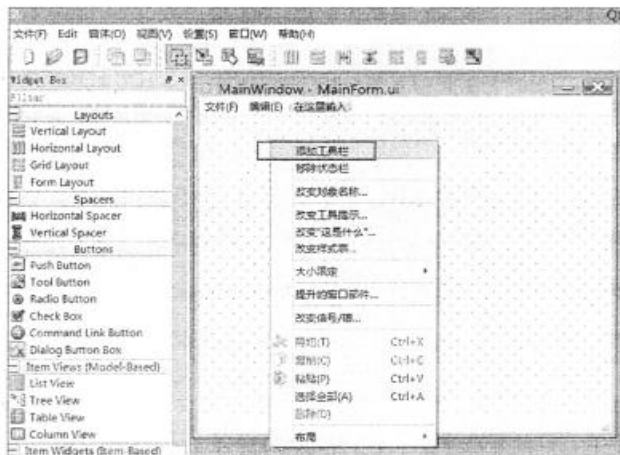 Qt
文件(F) Edit 窗体(O) 视图(V) 设置(S) 窗口(W) 帮助(H)
Widget Box
Filter
Layouts
Vertical Layout
Horizontal Layout
Grid Layout
Form Layout
Spacers
Horizontal Spacer
Vertical Spacer
Buttons
Push Button
Tool Button
Radio Button
Check Box
Command Link Button
Dialog Button Box
Item Views (Model-Based)
List View
Tree View
Table View
Column View
Item Widgets (Item-Based)
MainWindow - MainForm.ui
文件(F) 编辑(E) 在这里输入
添加工具栏
移除状态栏
改变对象名称...
改变工具提示...
改变"这是什么"...
改变样式表...
大小限定
提升的窗口部件...
改变信号/槽...
剪切(T) Ctrl+X
复制(C) Ctrl+C
粘贴(P) Ctrl+V
选择全部(A) Ctrl+A
删除(D)
布局